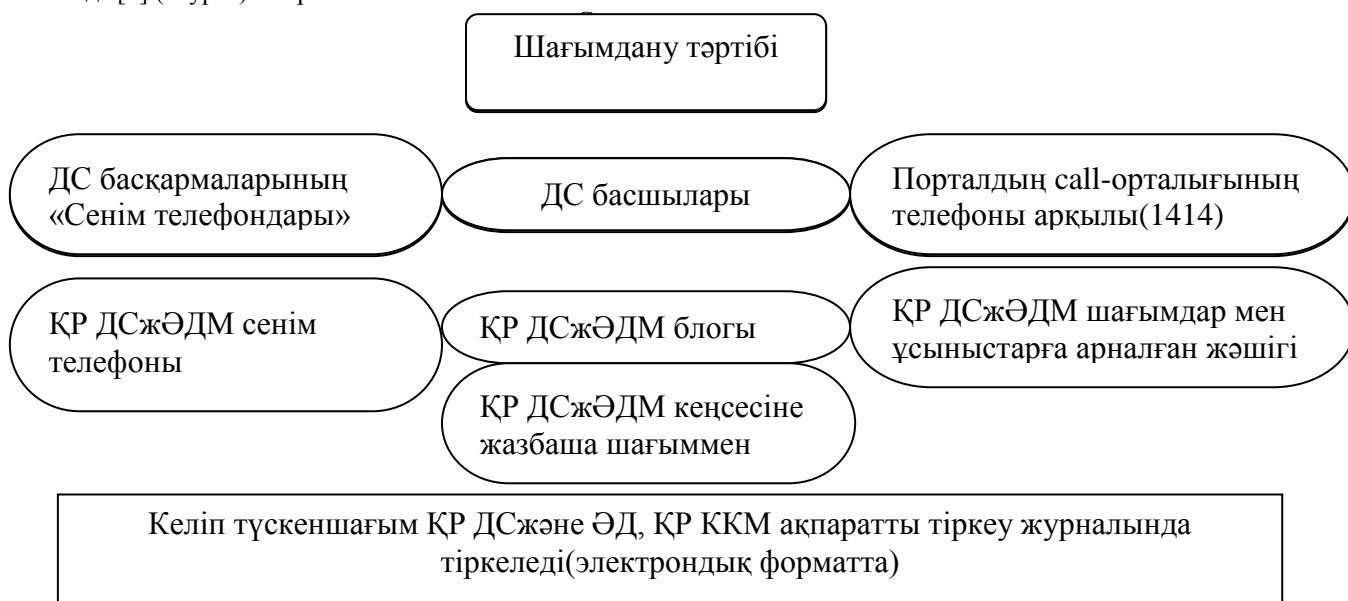 Шағымдану тәртібі
ДС басқармаларының
«Сенім телефондары»
ДС басшылары
Порталдың call-орталығының
телефоны арқылы(1414)
ҚР ДСжӘДМ сенім
телефоны
ҚР ДСжӘДМ блогы
ҚР ДСжӘДМ шағымдар мен
ұсыныстарға арналған жәшігі
ҚР ДСжӘДМ кеңсесіне
жазбаша шағыммен
Келіп түскеншағым ҚР ДСжәне ӘД, ҚР ККМ ақпаратты тіркеу журналында
тіркеледі(электрондық форматта)